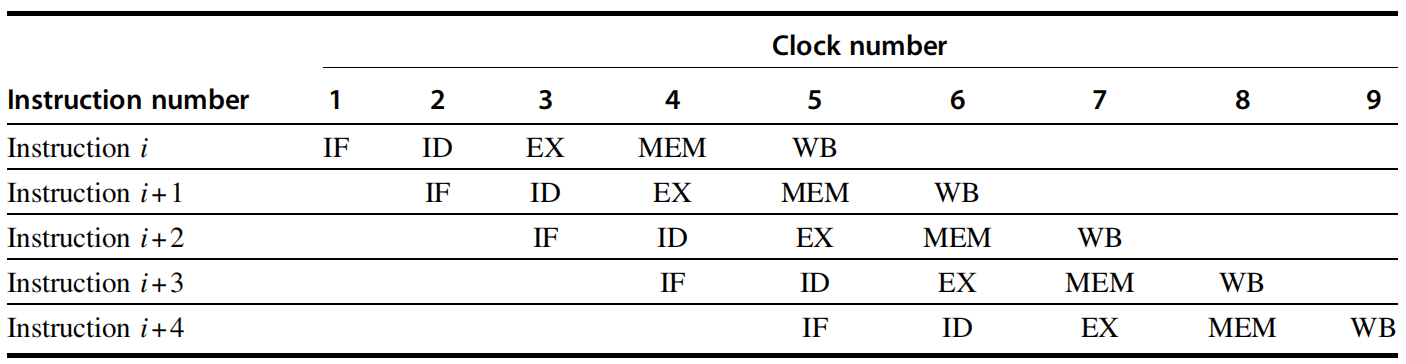 Clock number
Instruction number 1 2 3 4 5 6 7 8 9
Instruction i IF ID EX MEM WB
Instruction i+1 IF ID EX MEM WB
Instruction i+2 IF ID EX MEM WB
Instruction i+3 IF ID EX MEM WB
Instruction i+4 IF ID EX MEM WB